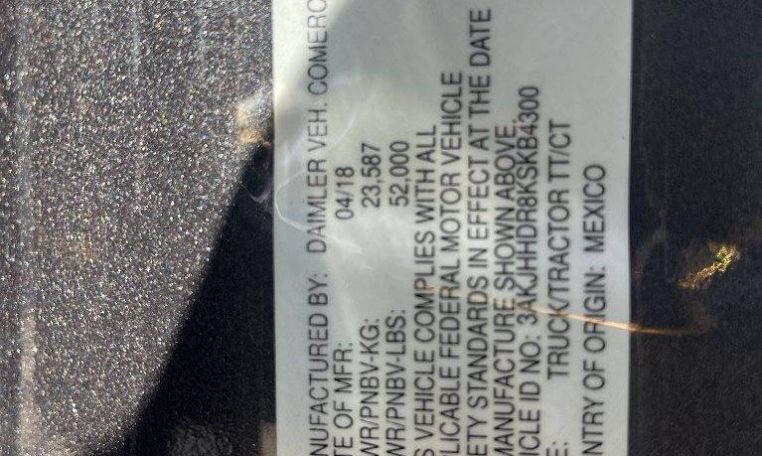 NUFACTURED BY: DAIMLER VEH. COMERC
TE OF MFR: 04/18
WR/PNBV-KG: 23,587
WR/PNBV-LBS: 52,000
S VEHICLE COMPLIES WITH ALL
LICABLE FEDERAL MOTOR VEHICLE
ETY STANDARDS IN EFFECT AT THE DATE
MANUFACTURE SHOWN ABOVE.
ICLE ID NO: 3AKJHHDR8KSKB4300
E: TRUCK/TRACTOR TT/CT
NTRY OF ORIGIN: MEXICO